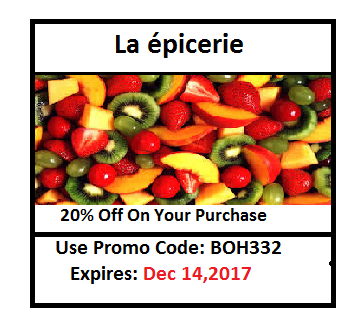 La épicerie
20% Off On Your Purchase
Use Promo Code: BOH332
Expires: Dec 14,2017